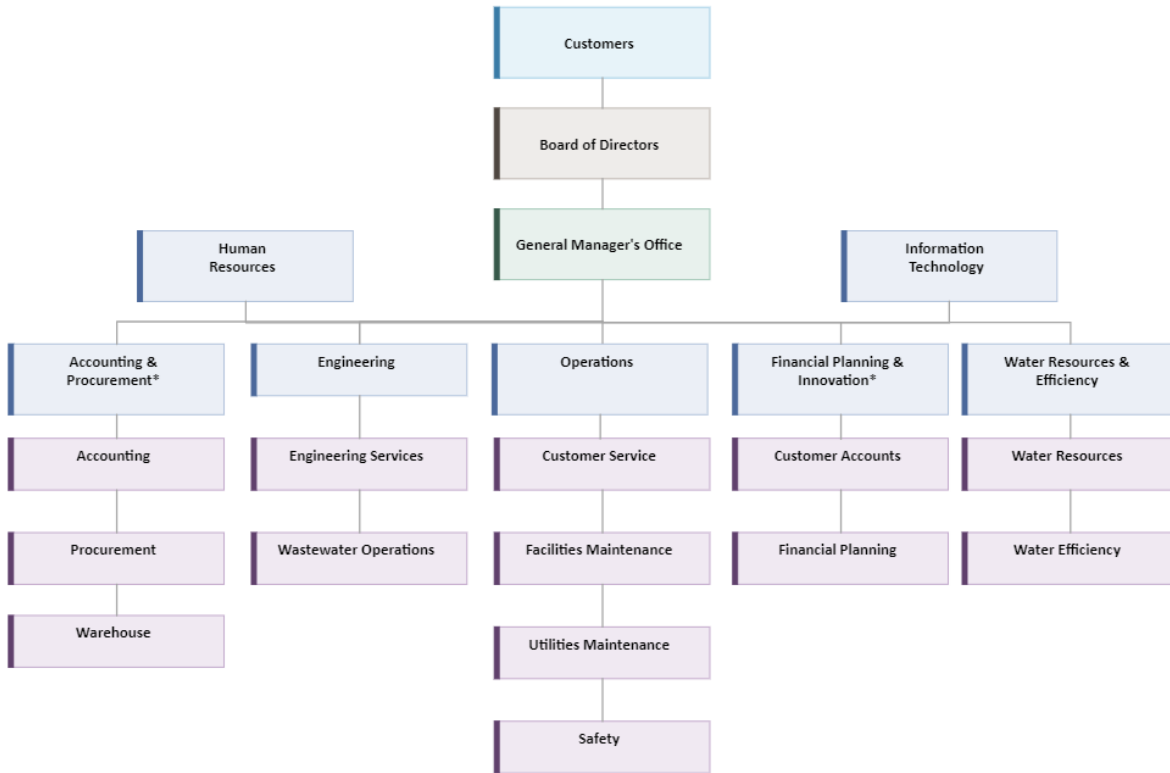 Customers
Board of Directors
General Manager's Office
Human
Resources
Information
Technology
Accounting &
Procurement*
Engineering
Operations
Financial Planning &
Innovation*
Water Resources &
Efficiency
Accounting
Engineering Services
Customer Service
Customer Accounts
Water Resources
Procurement
Wastewater Operations
Facilities Maintenance
Financial Planning
Water Efficiency
Warehouse
Utilities Maintenance
Safety